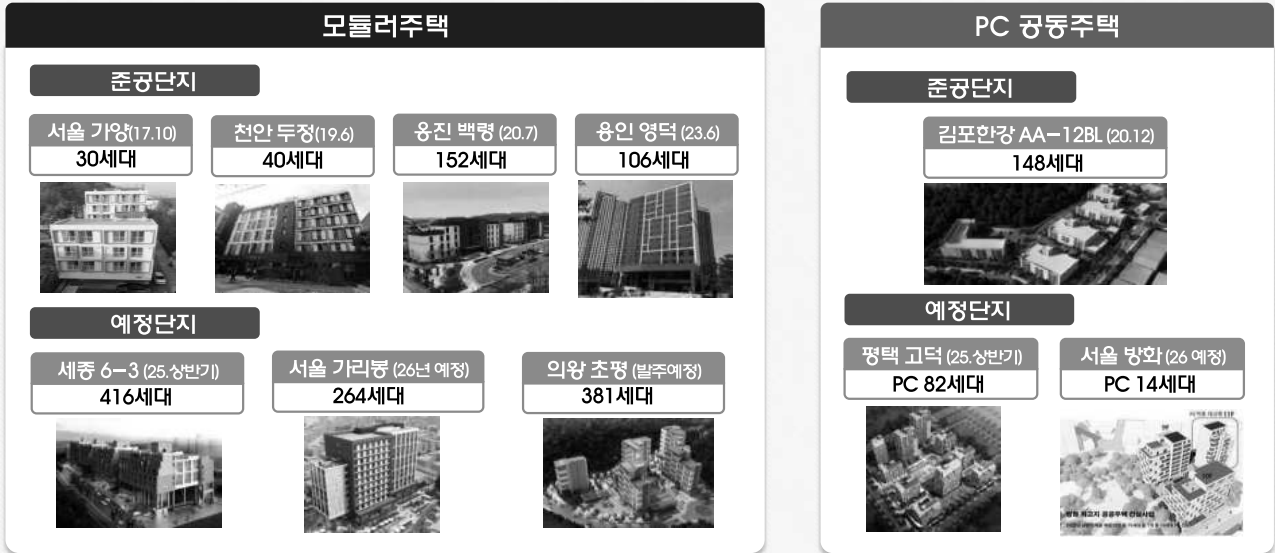 모듈러주택
준공단지
서울 가양(17.10)
30세대
천안 두정(19.6)
40세대
옹진 백령 (20.7)
152세대
용인 영덕 (23.6)
106세대
예정단지
세종 6-3 (25.상반기)
416세대
서울 가리봉 (26년 예정)
264세대
의왕 초평 (발주예정)
381세대
PC 공동주택
준공단지
김포한강 AA-12BL (20.12)
148세대
예정단지
평택 고덕 (25.상반기)
PC 82세대
서울 방화 (26 예정)
PC 14세대